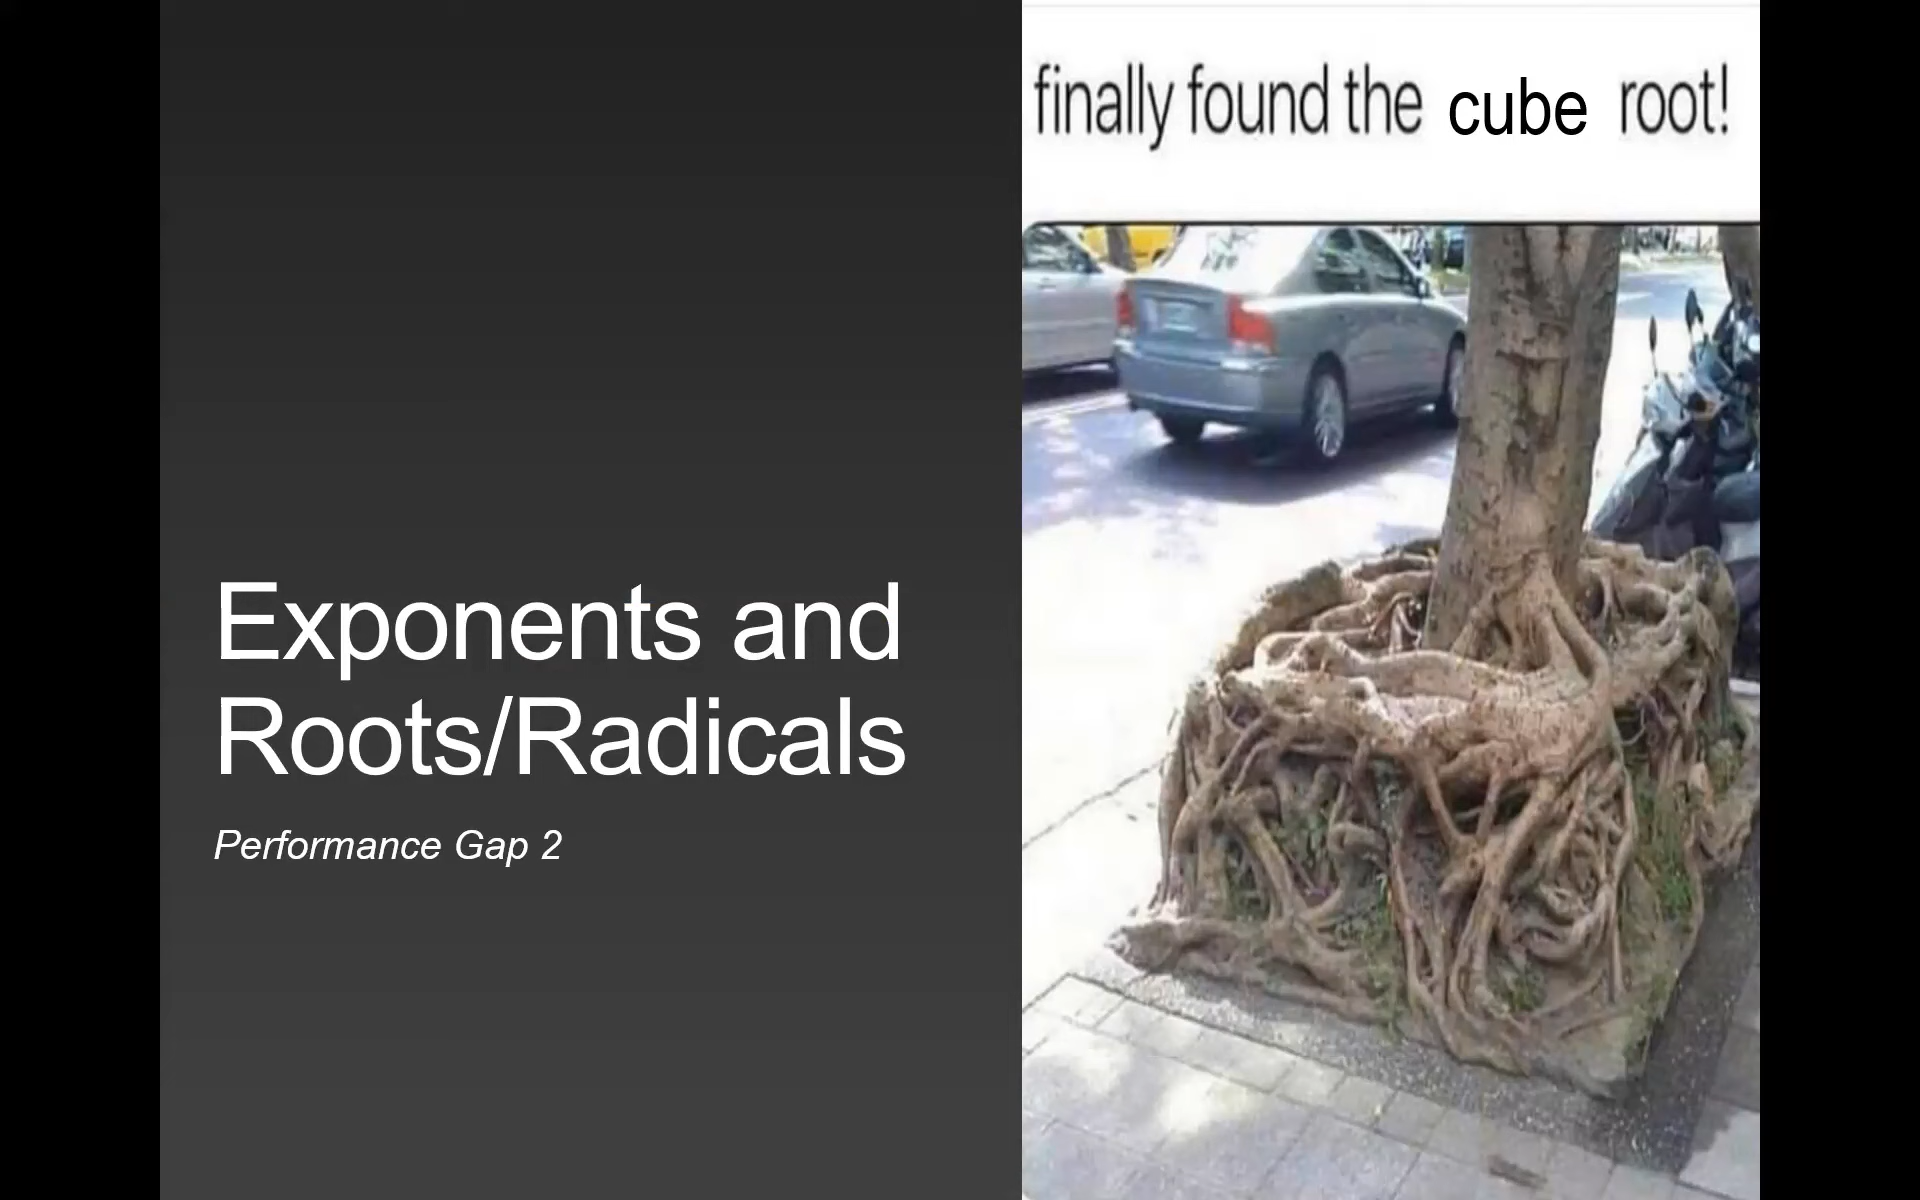 finally found the cube root!
Exponents and
Roots/Radicals
Performance Gap 2